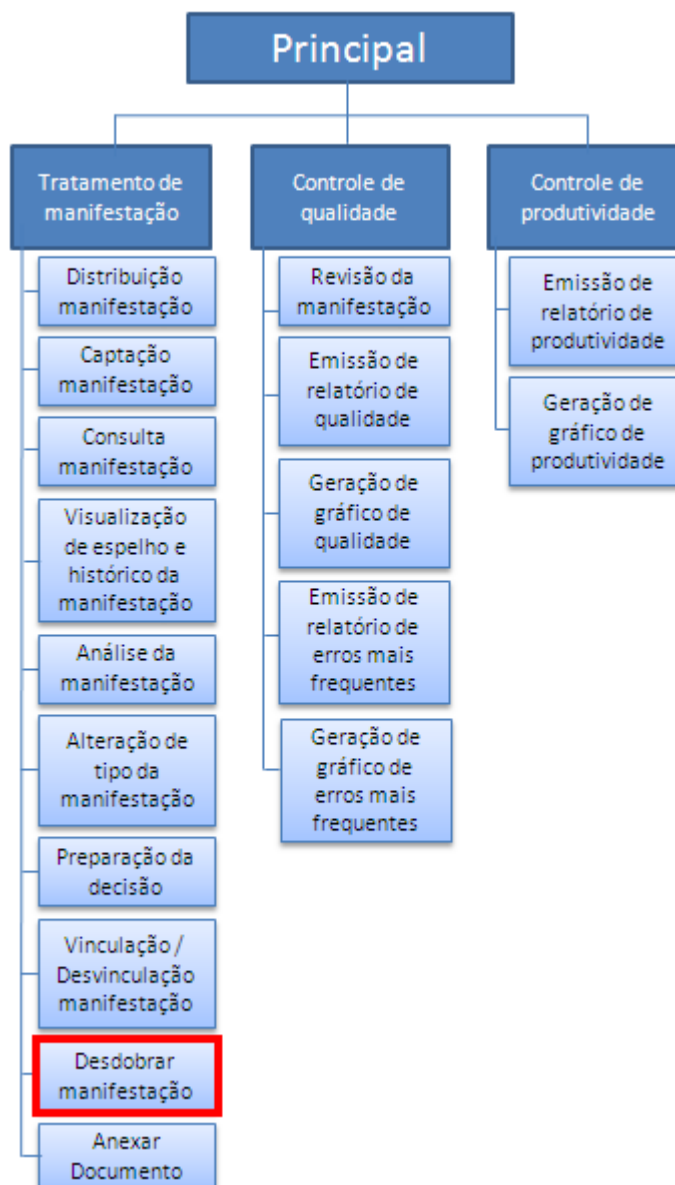 Principal
Tratamento de
manifestação
Distribuição
manifestação
Captação
manifestação
Consulta
manifestação
Visualização
de espelho e
histórico da
manifestação
Análise da
manifestação
Alteração de
tipo da
manifestação
Preparação da
decisão
Vinculação /
Desvinculação
manifestação
Desdobrar
manifestação
Anexar
Documento
Controle de
qualidade
Revisão da
manifestação
Emissão de
relatório de
qualidade
Geração de
gráfico de
qualidade
Emissão de
relatório de
erros mais
frequentes
Geração de
gráfico de
erros mais
frequentes
Controle de
produtividade
Emissão de
relatório de
produtividade
Geração de
gráfico de
produtividade